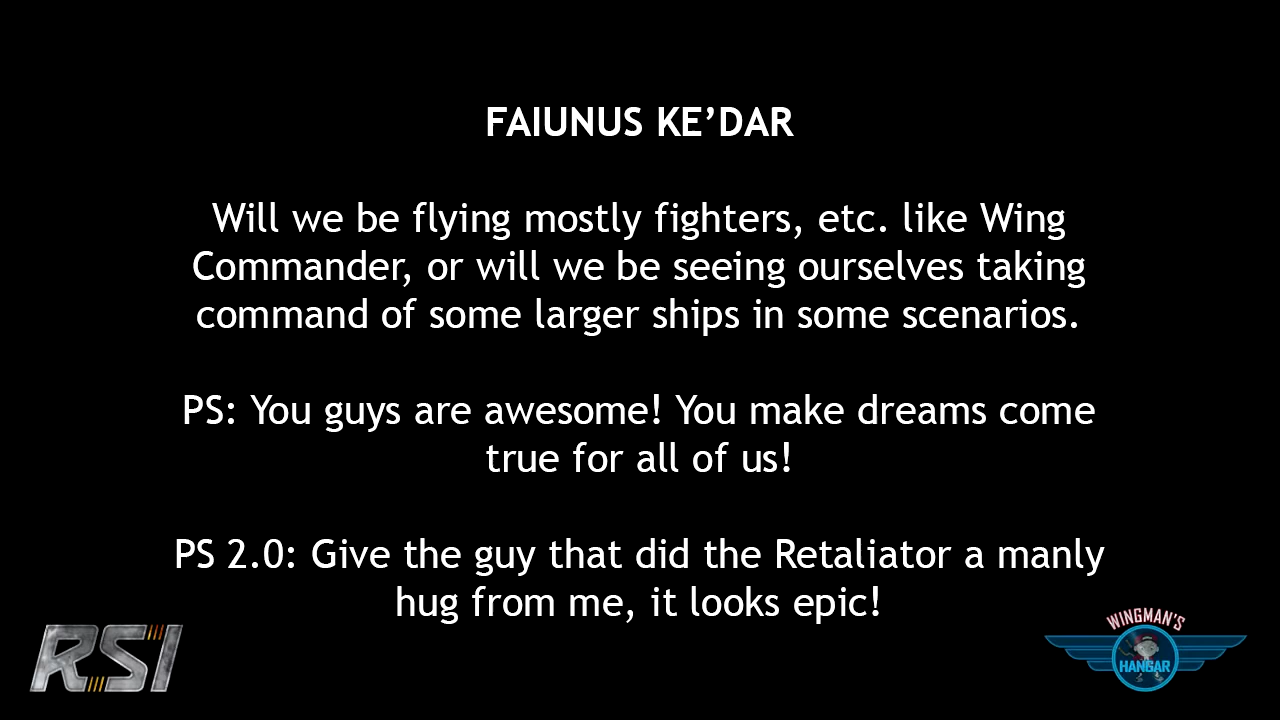 FAIUNUS KE’DAR
Will we be flying mostly fighters, etc. like Wing
Commander, or will we be seeing ourselves taking
command of some larger ships in some scenarios.
PS: You guys are awesome! You make dreams come
true for all of us!
PS 2.0: Give the guy that did the Retaliator a manly
hug from me, it looks epic!
RSI
WINGMAN'S
HANGAR